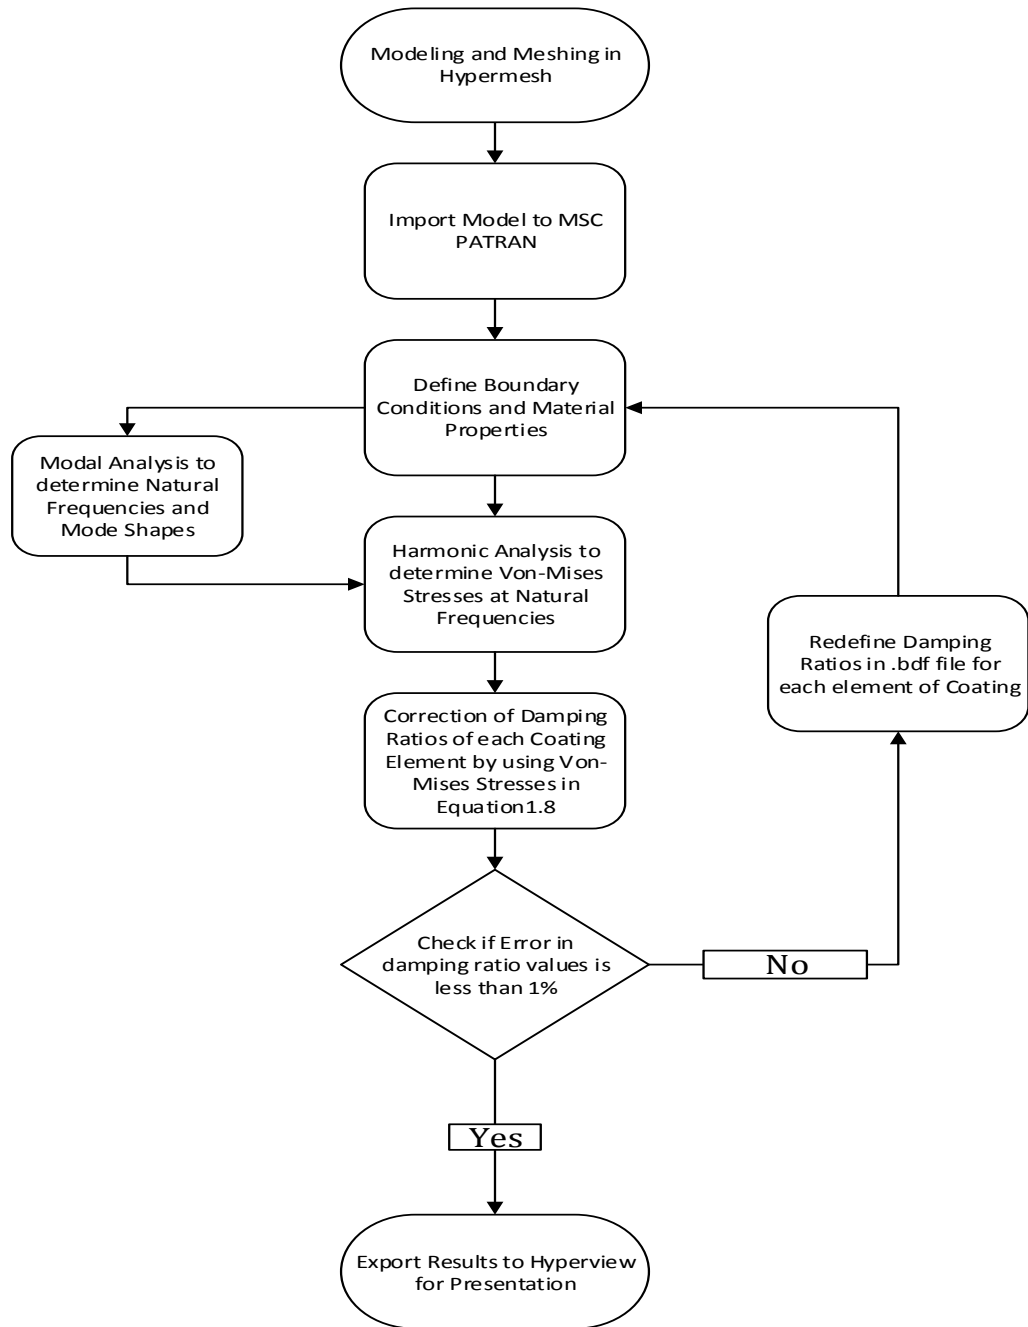 Modeling and Meshing in
Hypermesh
Import Model to MSC
PATRAN
Define Boundary
Conditions and Material
Properties
Modal Analysis to
determine Natural
Frequencies and
Mode Shapes
Harmonic Analysis to
determine Von-Mises
Stresses at Natural
Frequencies
Redefine Damping
Ratios in .bdf file for
each element of Coating
Correction of Damping
Ratios of each Coating
Element by using Von-
Mises Stresses in
Equation1.8
Check if Error in
damping ratio values is
less than 1%
No
Yes
Export Results to Hyperview
for Presentation